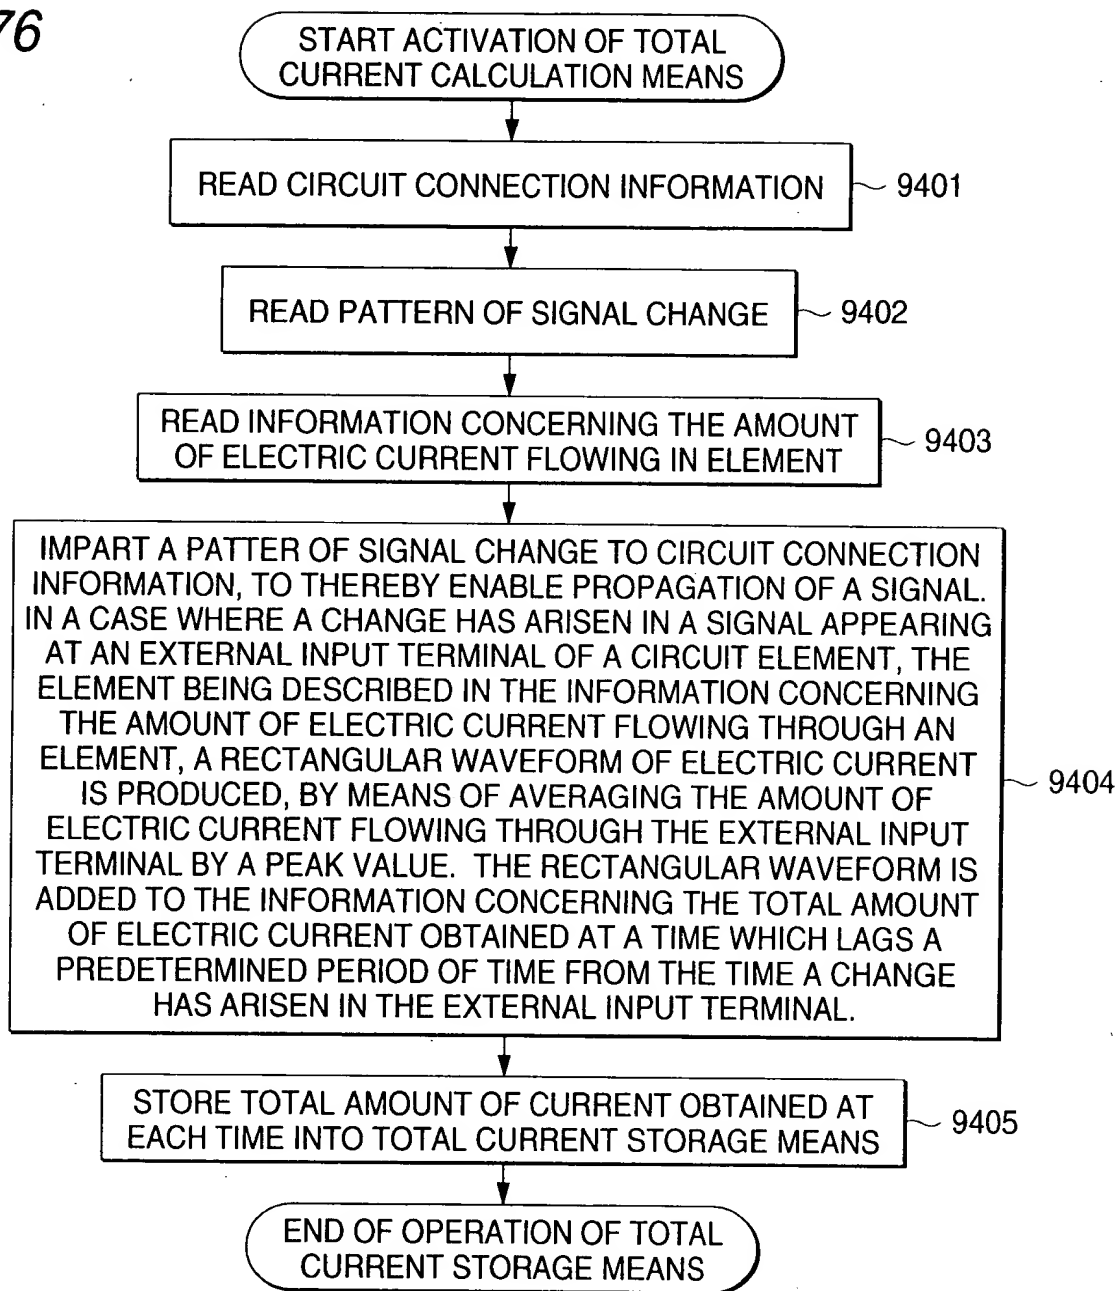 76
START ACTIVATION OF TOTAL
CURRENT CALCULATION MEANS
READ CIRCUIT CONNECTION INFORMATION
9401
READ PATTERN OF SIGNAL CHANGE
9402
READ INFORMATION CONCERNING THE AMOUNT
OF ELECTRIC CURRENT FLOWING IN ELEMENT
9403
IMPART A PATTER OF SIGNAL CHANGE TO CIRCUIT CONNECTION
INFORMATION, TO THEREBY ENABLE PROPAGATION OF A SIGNAL.
IN A CASE WHERE A CHANGE HAS ARISEN IN A SIGNAL APPEARING
AT AN EXTERNAL INPUT TERMINAL OF A CIRCUIT ELEMENT, THE
ELEMENT BEING DESCRIBED IN THE INFORMATION CONCERNING
THE AMOUNT OF ELECTRIC CURRENT FLOWING THROUGH AN
ELEMENT, A RECTANGULAR WAVEFORM OF ELECTRIC CURRENT
IS PRODUCED, BY MEANS OF AVERAGING THE AMOUNT OF
ELECTRIC CURRENT FLOWING THROUGH THE EXTERNAL INPUT
TERMINAL BY A PEAK VALUE. THE RECTANGULAR WAVEFORM IS
ADDED TO THE INFORMATION CONCERNING THE TOTAL AMOUNT
OF ELECTRIC CURRENT OBTAINED AT A TIME WHICH LAGS A
PREDETERMINED PERIOD OF TIME FROM THE TIME A CHANGE
HAS ARISEN IN THE EXTERNAL INPUT TERMINAL.
9404
STORE TOTAL AMOUNT OF CURRENT OBTAINED AT
EACH TIME INTO TOTAL CURRENT STORAGE MEANS
9405
END OF OPERATION OF TOTAL
CURRENT STORAGE MEANS